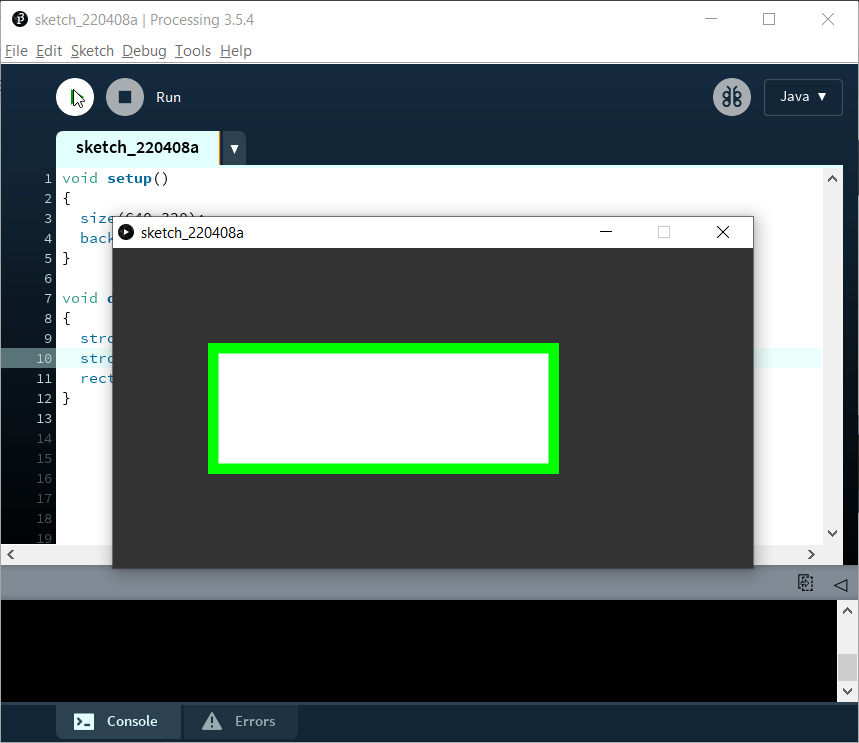 sketch_220408a | Processing 3.5.4
File Edit Sketch Debug Tools Help
Run
Java ▼
sketch_220408a ▼
1 void setup()
2 {
3 size(640,320);
4 back
5 }
6
7 void d
8 {
9 stro
10 stro
11 rect
12 }
13
14
15
16
17
18
19
sketch_220408a
Console
Errors